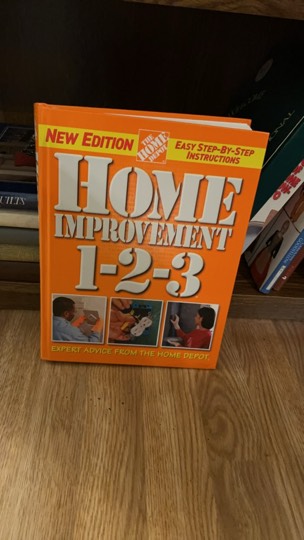 NEW EDITION
THE
HOME
DEPOT
EASY STEP-BY-STEP
INSTRUCTIONS
HOME
IMPROVEMENT
1-2-3
EXPERT ADVICE FROM THE HOME DEPOT